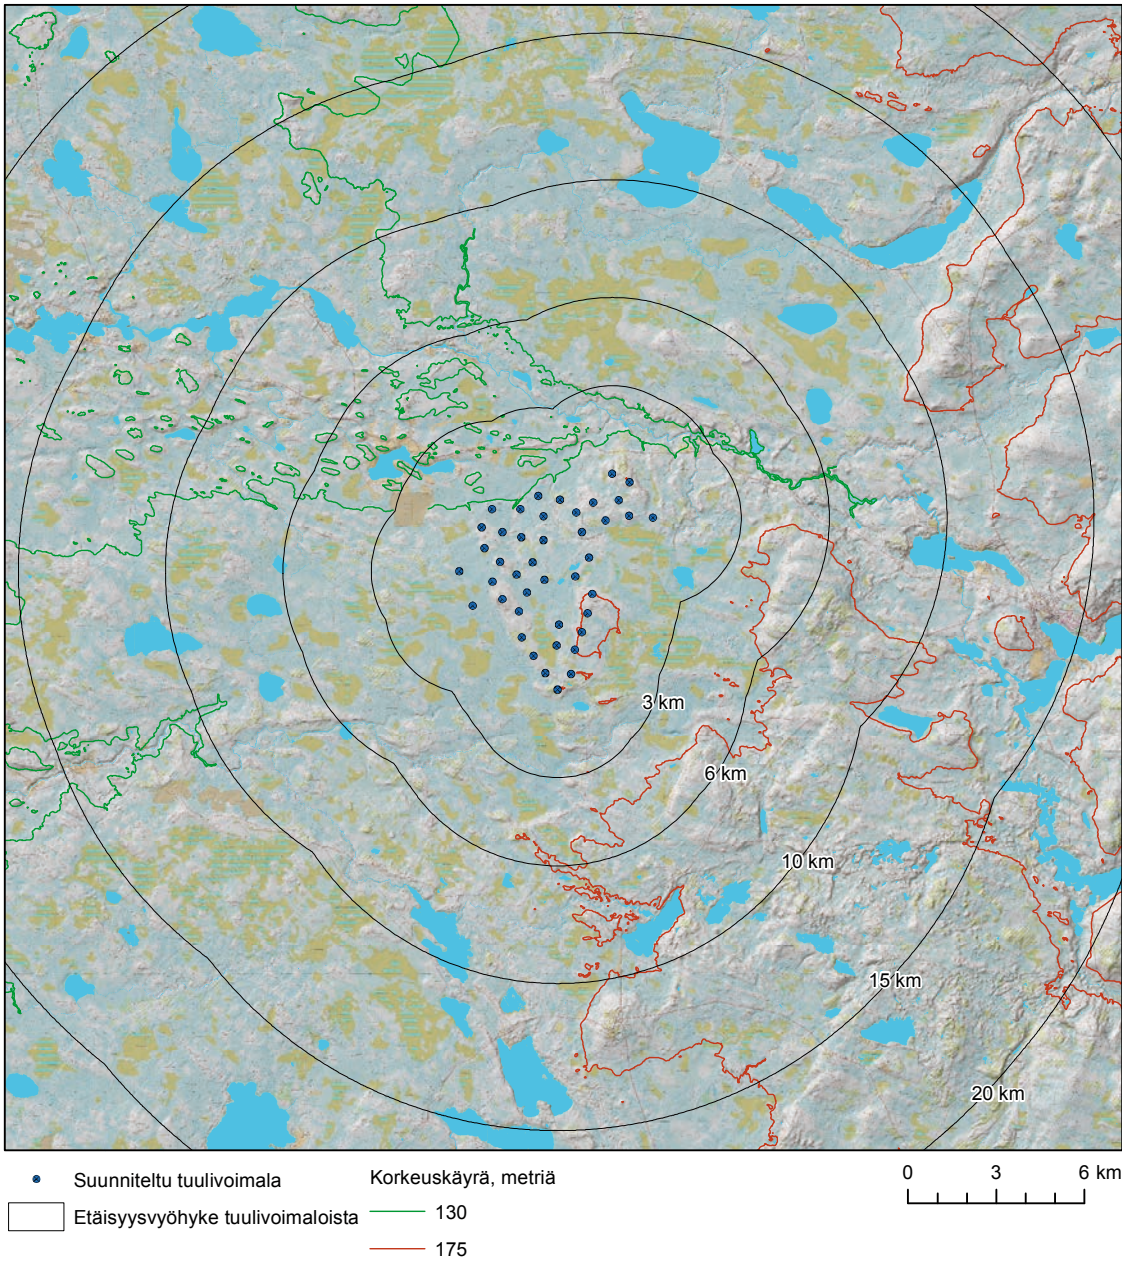 3 km
6 km
10 km
15 km
20 km
Suunniteltu tuulivoimala
Etäisyysvyöhyke tuulivoimaloista
Korkeuskäyrä, metriä
130
175
0 3 6 km